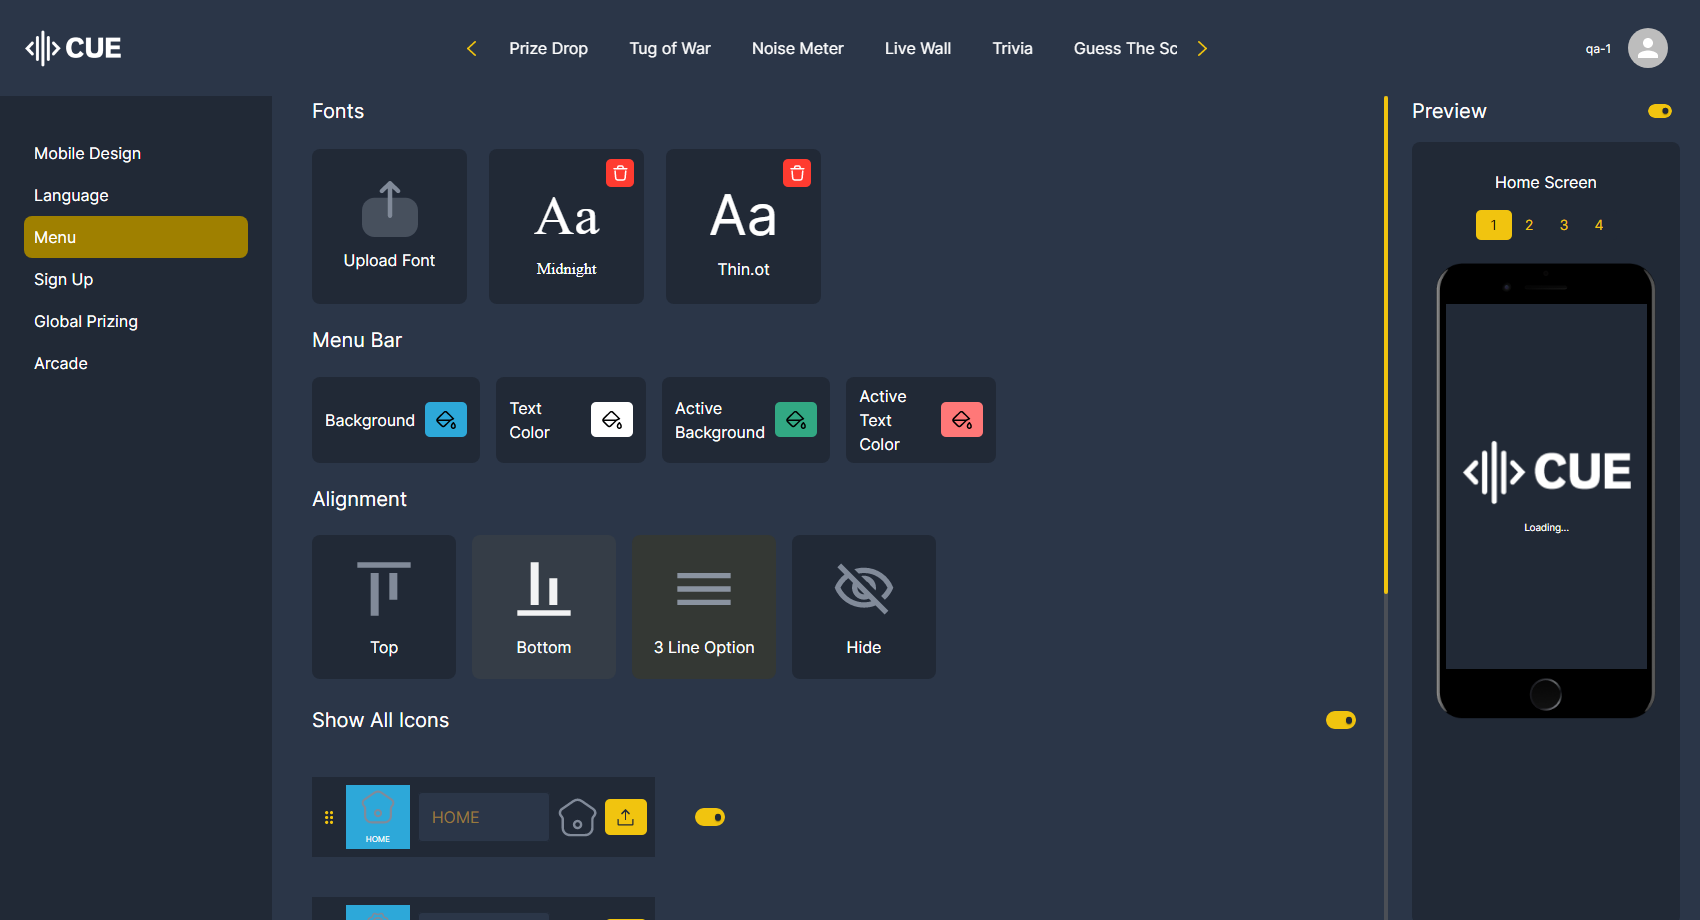 CUE
Prize Drop
Tug of War
Noise Meter
Live Wall
Trivia
Guess The Sc
qa-1
Mobile Design
Language
Menu
Sign Up
Global Prizing
Arcade
Fonts
Upload Font
Aa
Midnight
Aa
Thin.ot
Menu Bar
Background
Text
Color
Active
Background
Active
Text
Color
Alignment
Top
Bottom
3 Line Option
Hide
Show All Icons
HOME
HOME
Preview
Home Screen
1 2 3 4
CUE
Loading...